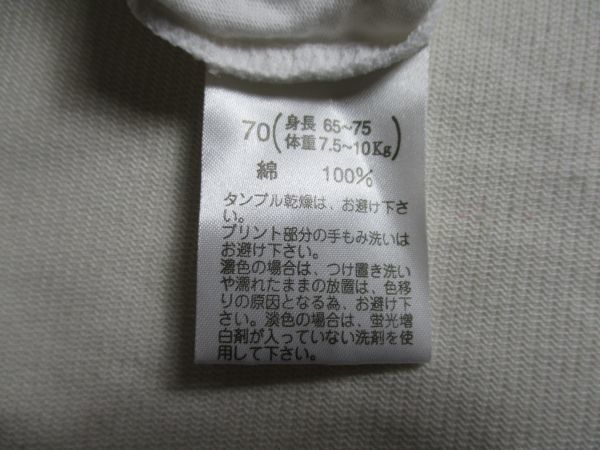 70(身長 65~75
体重7.5~10Kg)
綿 100%
タンブル乾燥は、お避け下さ
い。
プリント部分の手もみ洗いは
お避け下さい。
濃色の場合は、つけ置き洗い
や濡れたままの放置は、色移
りの原因となる為、お避け下
さい。淡色の場合は、蛍光増
白剤が入っていない洗剤を使
用して下さい。